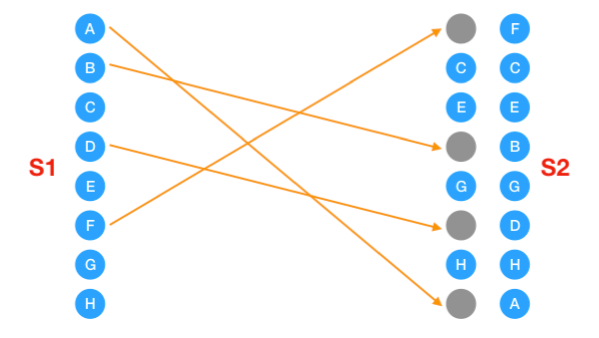 A F
B C C
C E E
D B
S1 S2
E G G
F D
G H H
H A